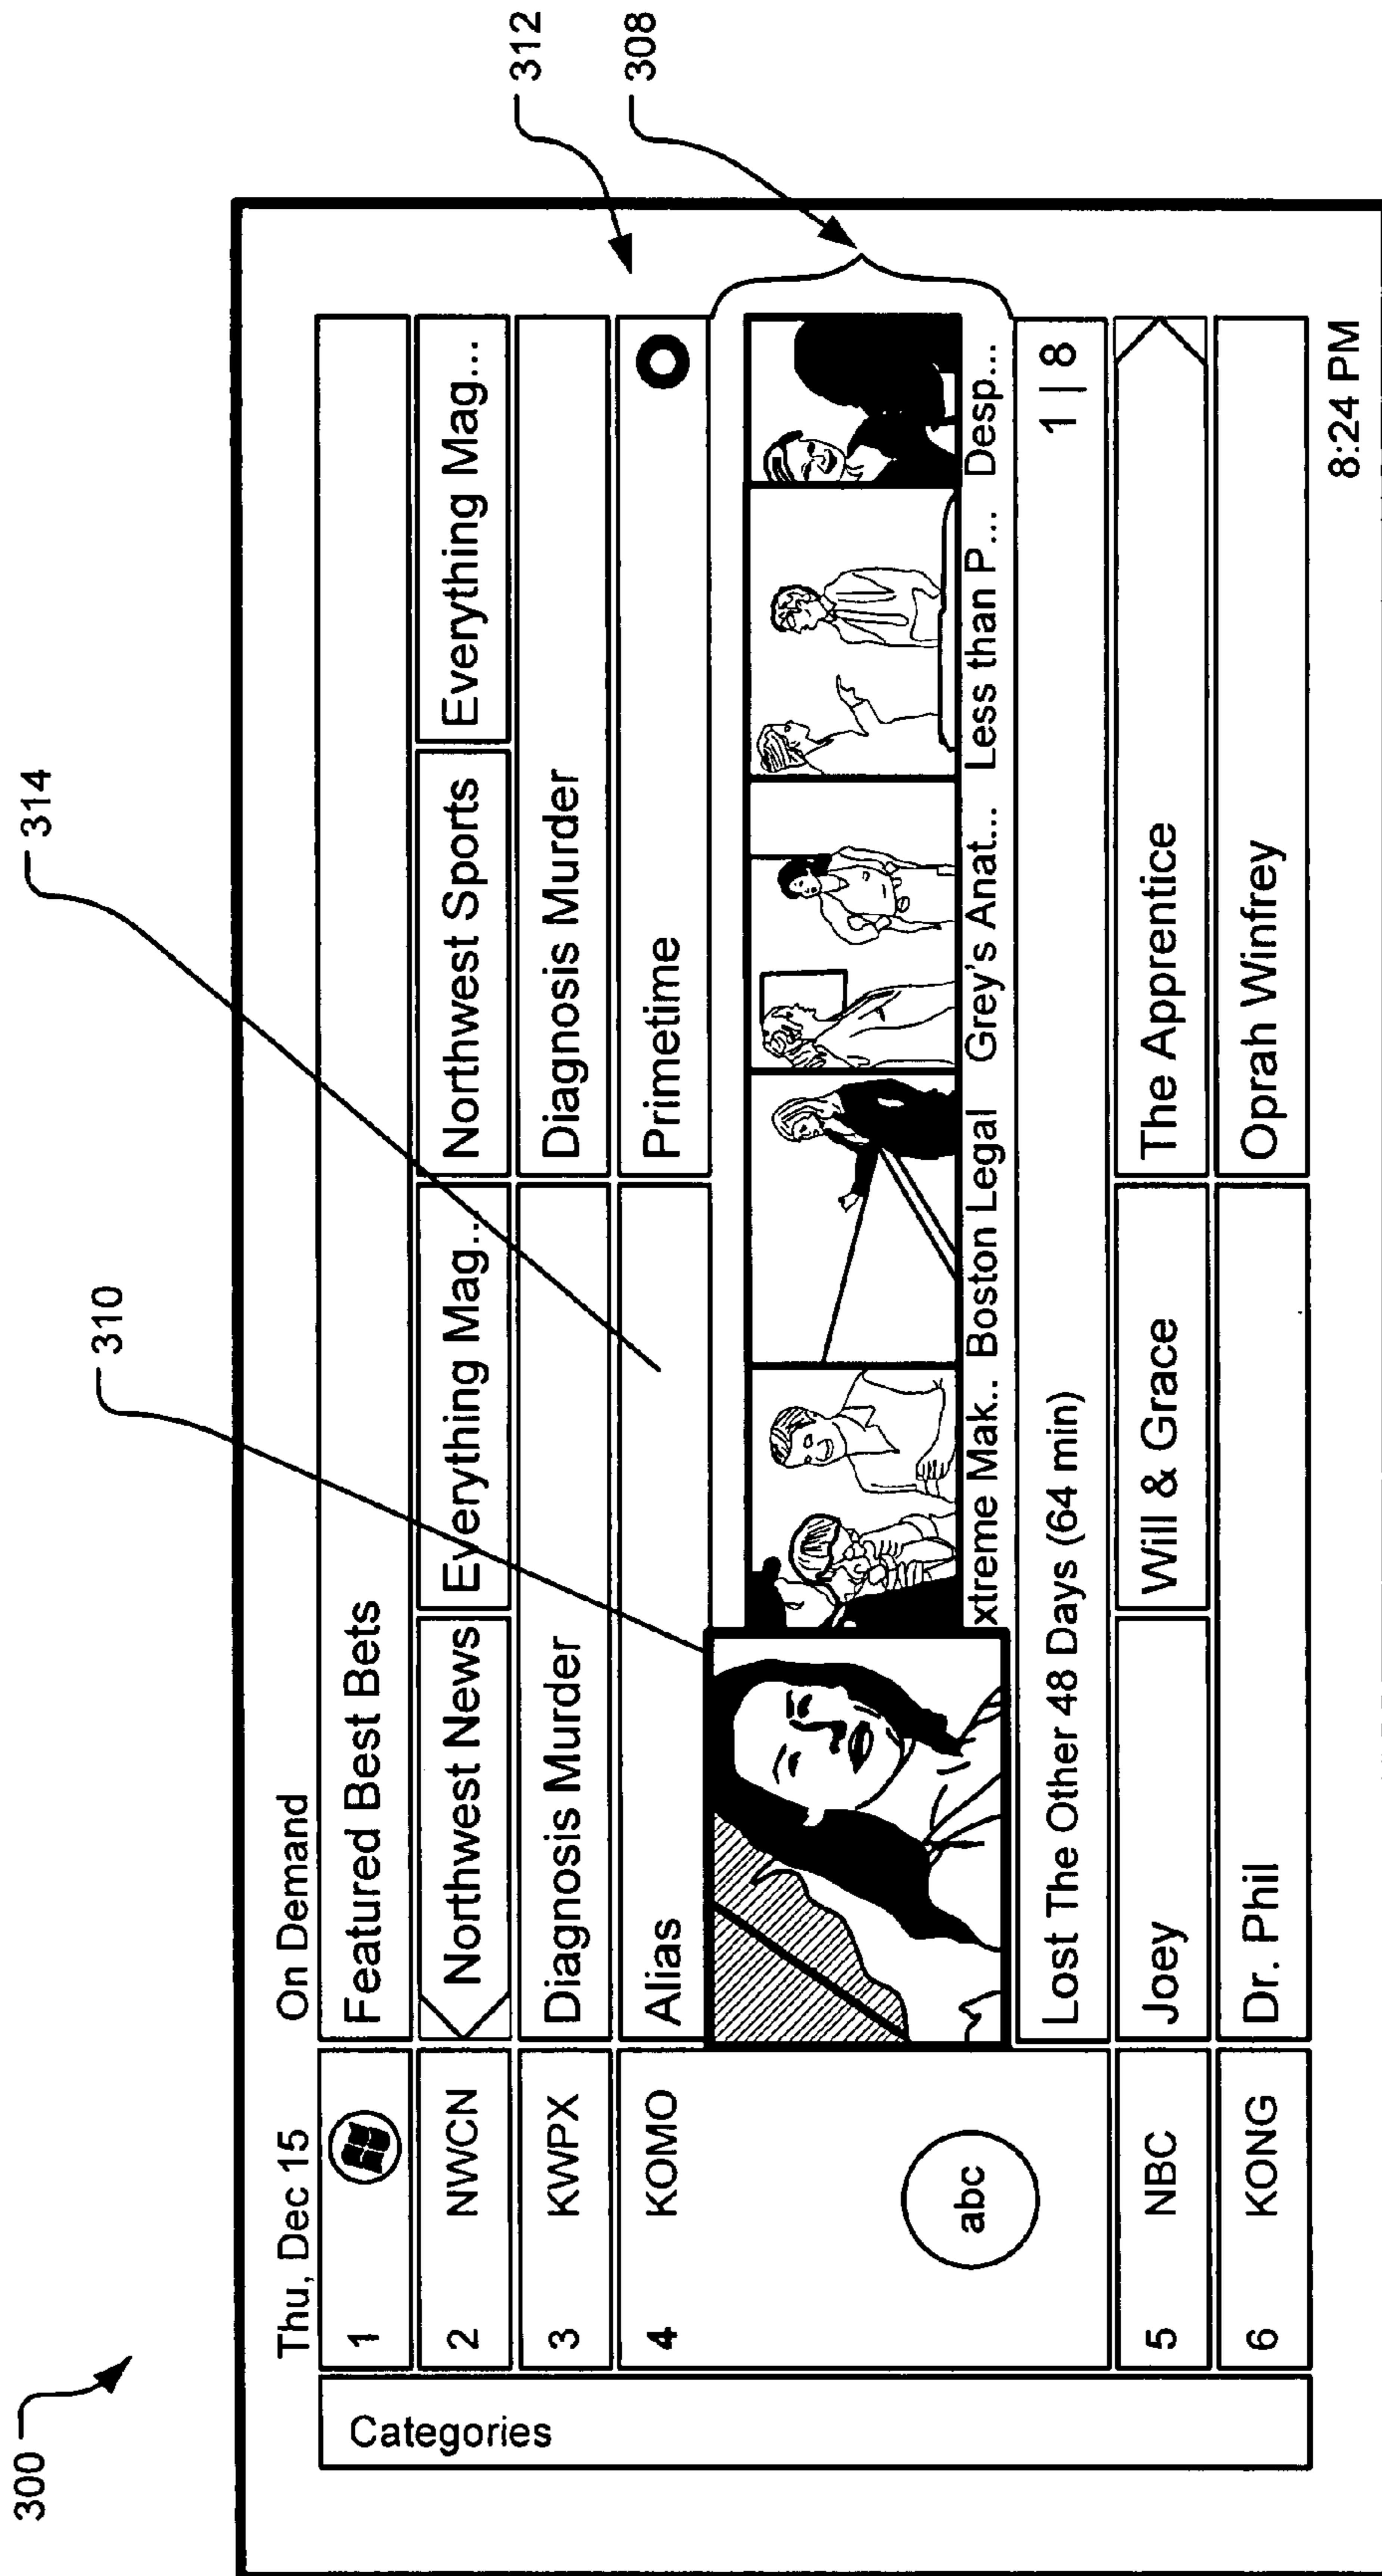 300
310
314
312
308
Thu, Dec 15 On Demand
Categories
1 Featured Best Bets
2 NWCN Northwest News Everything Mag... Northwest Sports Everything Mag...
3 KWPX Diagnosis Murder Diagnosis Murder
4 KOMO Alias Primetime
abc
xtreme Mak.. Boston Legal Grey's Anat... Less than P... Desp...
Lost The Other 48 Days (64 min) 1 | 8
5 NBC Joey Will & Grace The Apprentice
6 KONG Dr. Phil Oprah Winfrey
8:24 PM